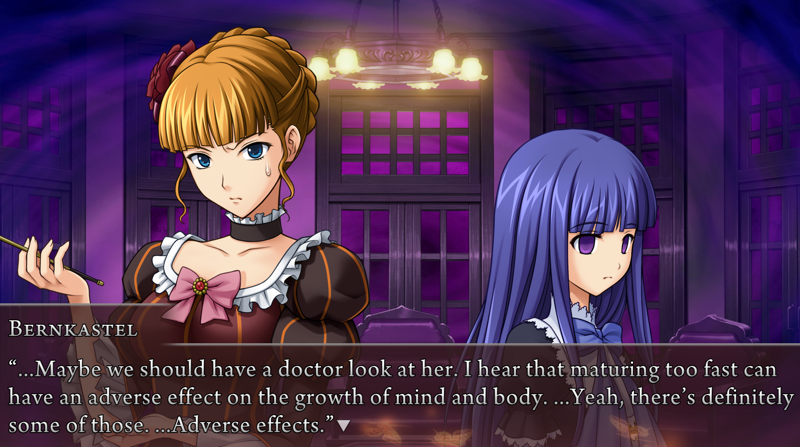 Bernkastel
“...Maybe we should have a doctor look at her. I hear that maturing too fast can
have an adverse effect on the growth of mind and body. ...Yeah, there’s definitely
some of those. ...Adverse effects.”